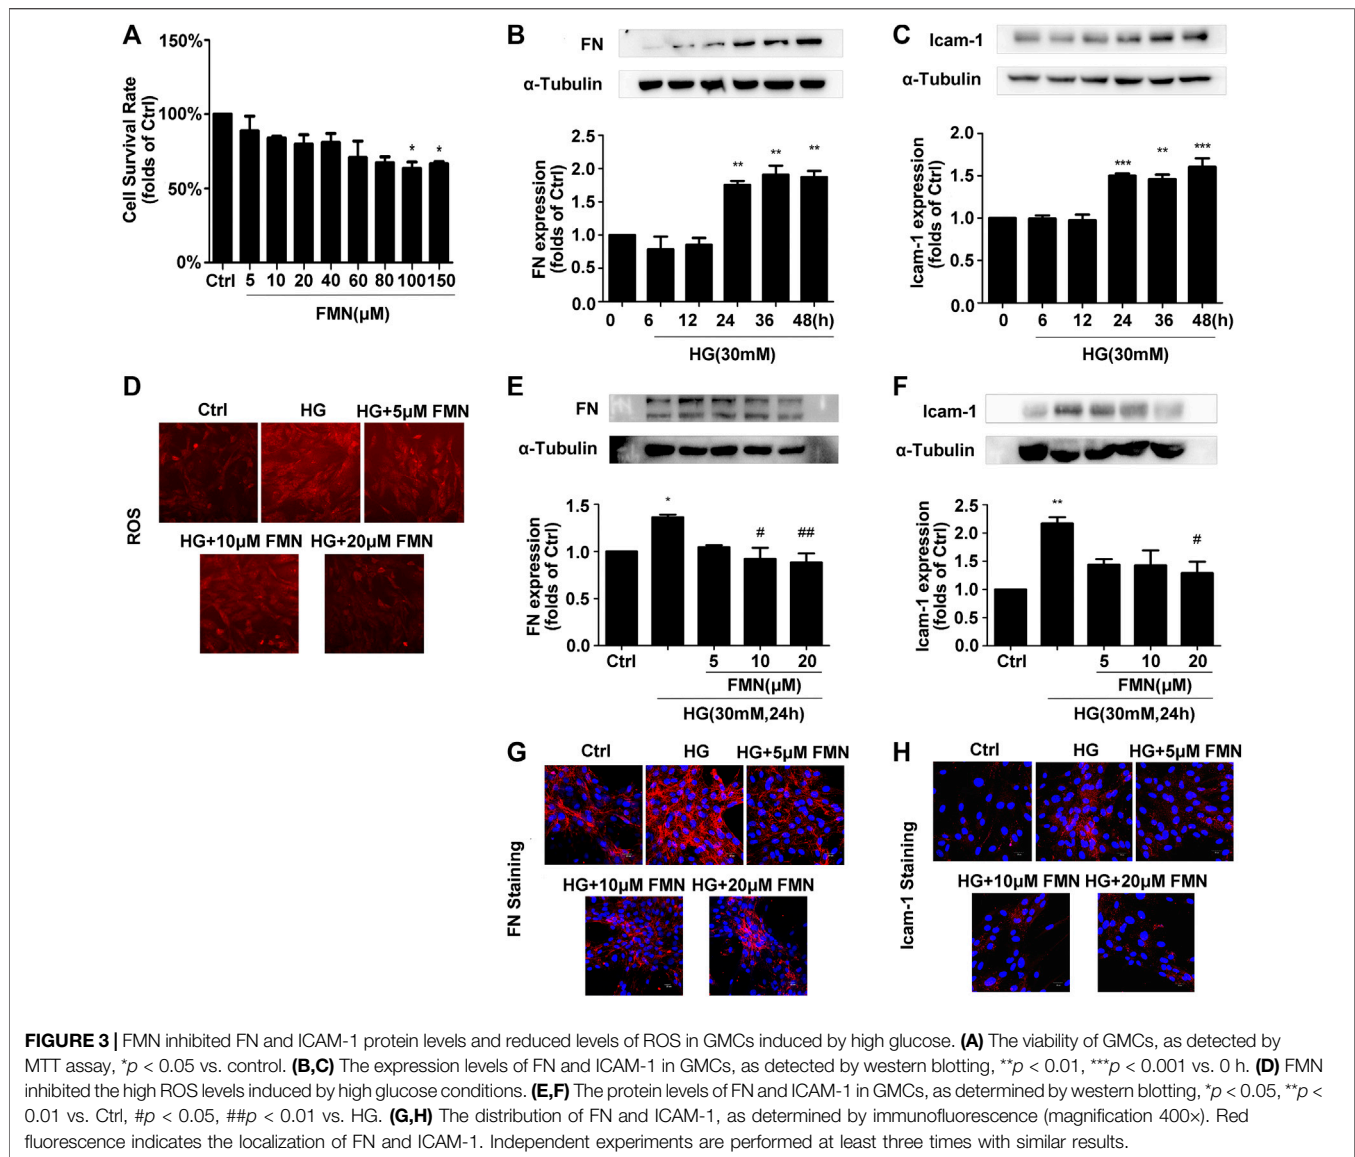 A
150%
100%
50%
0%
Cell Survival Rate
(folds of Ctrl)
* *
Ctrl 5 10 20 40 60 80 100 150
FMN(µM)
B
FN
α-Tubulin
2.5
2.0
1.5
1.0
0.5
0.0
FN expression
(folds of Ctrl)
** ** **
0 6 12 24 36 48(h)
HG(30mM)
C
Icam-1
α-Tubulin
2.0
1.5
1.0
0.5
0.0
Icam-1 expression
(folds of Ctrl)
*** ** ***
0 6 12 24 36 48(h)
HG(30mM)
D
ROS
Ctrl HG HG+5µM FMN
HG+10µM FMN HG+20µM FMN
E
FN
α-Tubulin
1.5
1.0
0.5
0.0
FN expression
(folds of Ctrl)
* # ##
Ctrl 5 10 20
FMN(µM)
HG(30mM,24h)
F
Icam-1
α-Tubulin
2.5
2.0
1.5
1.0
0.5
0.0
Icam-1 expression
(folds of Ctrl)
** #
Ctrl 5 10 20
FMN(µM)
HG(30mM,24h)
G
FN Staining
Ctrl HG HG+5µM FMN
HG+10µM FMN HG+20µM FMN
H
Icam-1 Staining
Ctrl HG HG+5µM FMN
HG+10µM FMN HG+20µM FMN
FIGURE 3 | FMN inhibited FN and ICAM-1 protein levels and reduced levels of ROS in GMCs induced by high glucose. (A) The viability of GMCs, as detected by
MTT assay, *p < 0.05 vs. control. (B,C) The expression levels of FN and ICAM-1 in GMCs, as detected by western blotting, **p < 0.01, ***p < 0.001 vs. 0 h. (D) FMN
inhibited the high ROS levels induced by high glucose conditions. (E,F) The protein levels of FN and ICAM-1 in GMCs, as determined by western blotting, *p < 0.05, **p <
0.01 vs. Ctrl, #p < 0.05, ##p < 0.01 vs. HG. (G,H) The distribution of FN and ICAM-1, as determined by immunofluorescence (magnification 400×). Red
fluorescence indicates the localization of FN and ICAM-1. Independent experiments are performed at least three times with similar results.